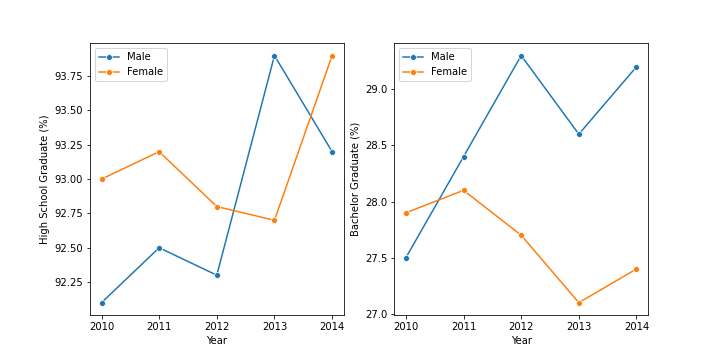 Male
Female
High School Graduate (%)
93.75
93.50
93.25
93.00
92.75
92.50
92.25
2010 2011 2012 2013 2014
Year
Male
Female
Bachelor Graduate (%)
29.0
28.5
28.0
27.5
27.0
2010 2011 2012 2013 2014
Year